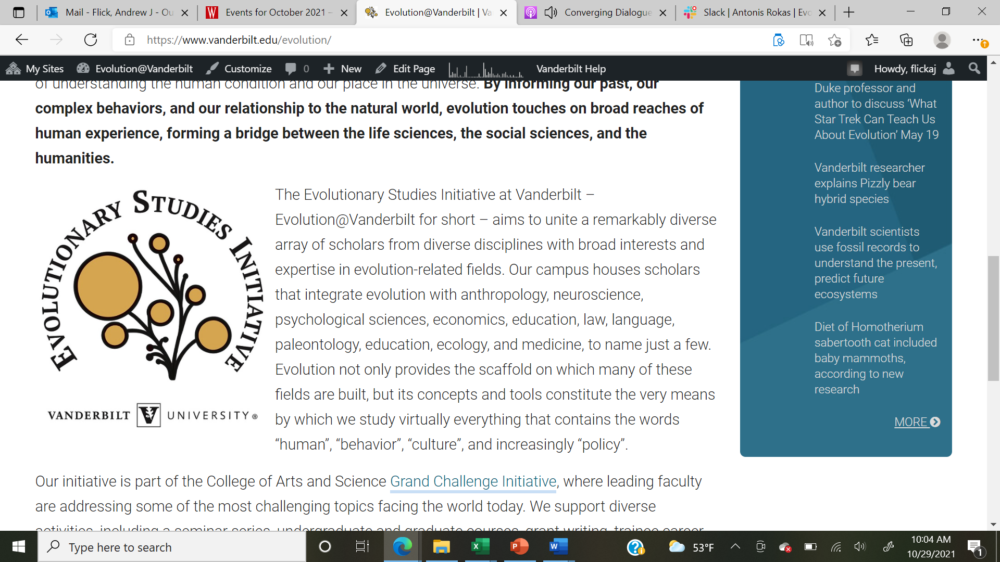 Mail - Flick, Andrew J - Ou
Events for October 2021 –
Evolution@Vanderbilt | Va
Converging Dialogue
Slack | Antonis Rokas | Evo
https://www.vanderbilt.edu/evolution/
My Sites
Evolution@Vanderbilt
Customize
0
New
Edit Page
Vanderbilt Help
Howdy, flickaj
of understanding the human condition and our place in the universe. By informing our past, our
complex behaviors, and our relationship to the natural world, evolution touches on broad reaches of
human experience, forming a bridge between the life sciences, the social sciences, and the
humanities.
EVOLUTIONARY STUDIES INITIATIVE
VANDERBILT V UNIVERSITY®
The Evolutionary Studies Initiative at Vanderbilt –
Evolution@Vanderbilt for short – aims to unite a remarkably diverse
array of scholars from diverse disciplines with broad interests and
expertise in evolution-related fields. Our campus houses scholars
that integrate evolution with anthropology, neuroscience,
psychological sciences, economics, education, law, language,
paleontology, education, ecology, and medicine, to name just a few.
Evolution not only provides the scaffold on which many of these
fields are built, but its concepts and tools constitute the very means
by which we study virtually everything that contains the words
“human”, “behavior”, “culture”, and increasingly “policy”.
Our initiative is part of the College of Arts and Science Grand Challenge Initiative, where leading faculty
are addressing some of the most challenging topics facing the world today. We support diverse
activities, including a seminar series, undergraduate and graduate courses, grant writing, trainee career
Duke professor and
author to discuss ‘What
Star Trek Can Teach Us
About Evolution’ May 19
Vanderbilt researcher
explains Pizzly bear
hybrid species
Vanderbilt scientists
use fossil records to
understand the present,
predict future
ecosystems
Diet of Homotherium
sabertooth cat included
baby mammoths,
according to new
research
MORE
Type here to search
53°F
10:04 AM
10/29/2021
1